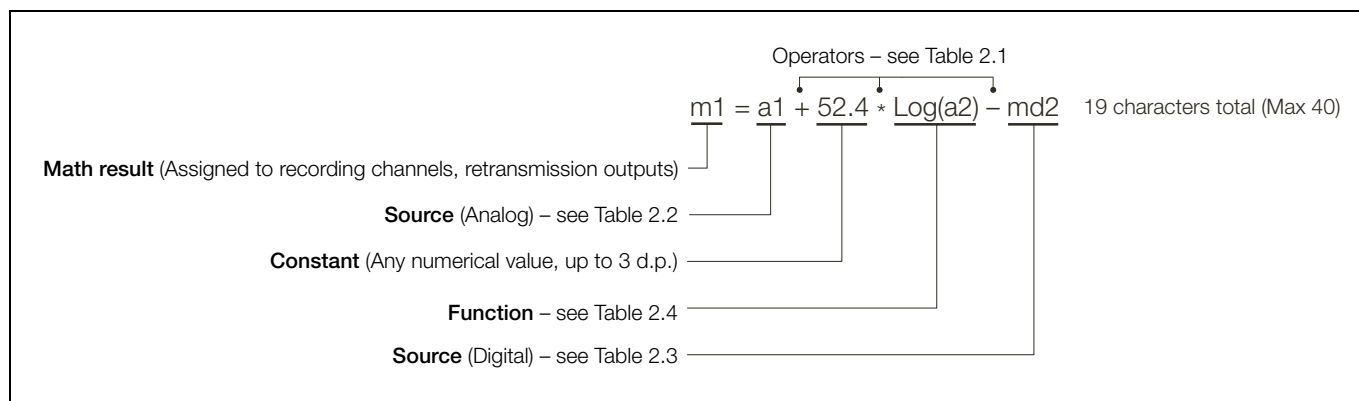 Operators – see Table 2.1
m1 = a1 + 52.4 * Log(a2) – md2 19 characters total (Max 40)
Math result (Assigned to recording channels, retransmission outputs)
Source (Analog) – see Table 2.2
Constant (Any numerical value, up to 3 d.p.)
Function – see Table 2.4
Source (Digital) – see Table 2.3